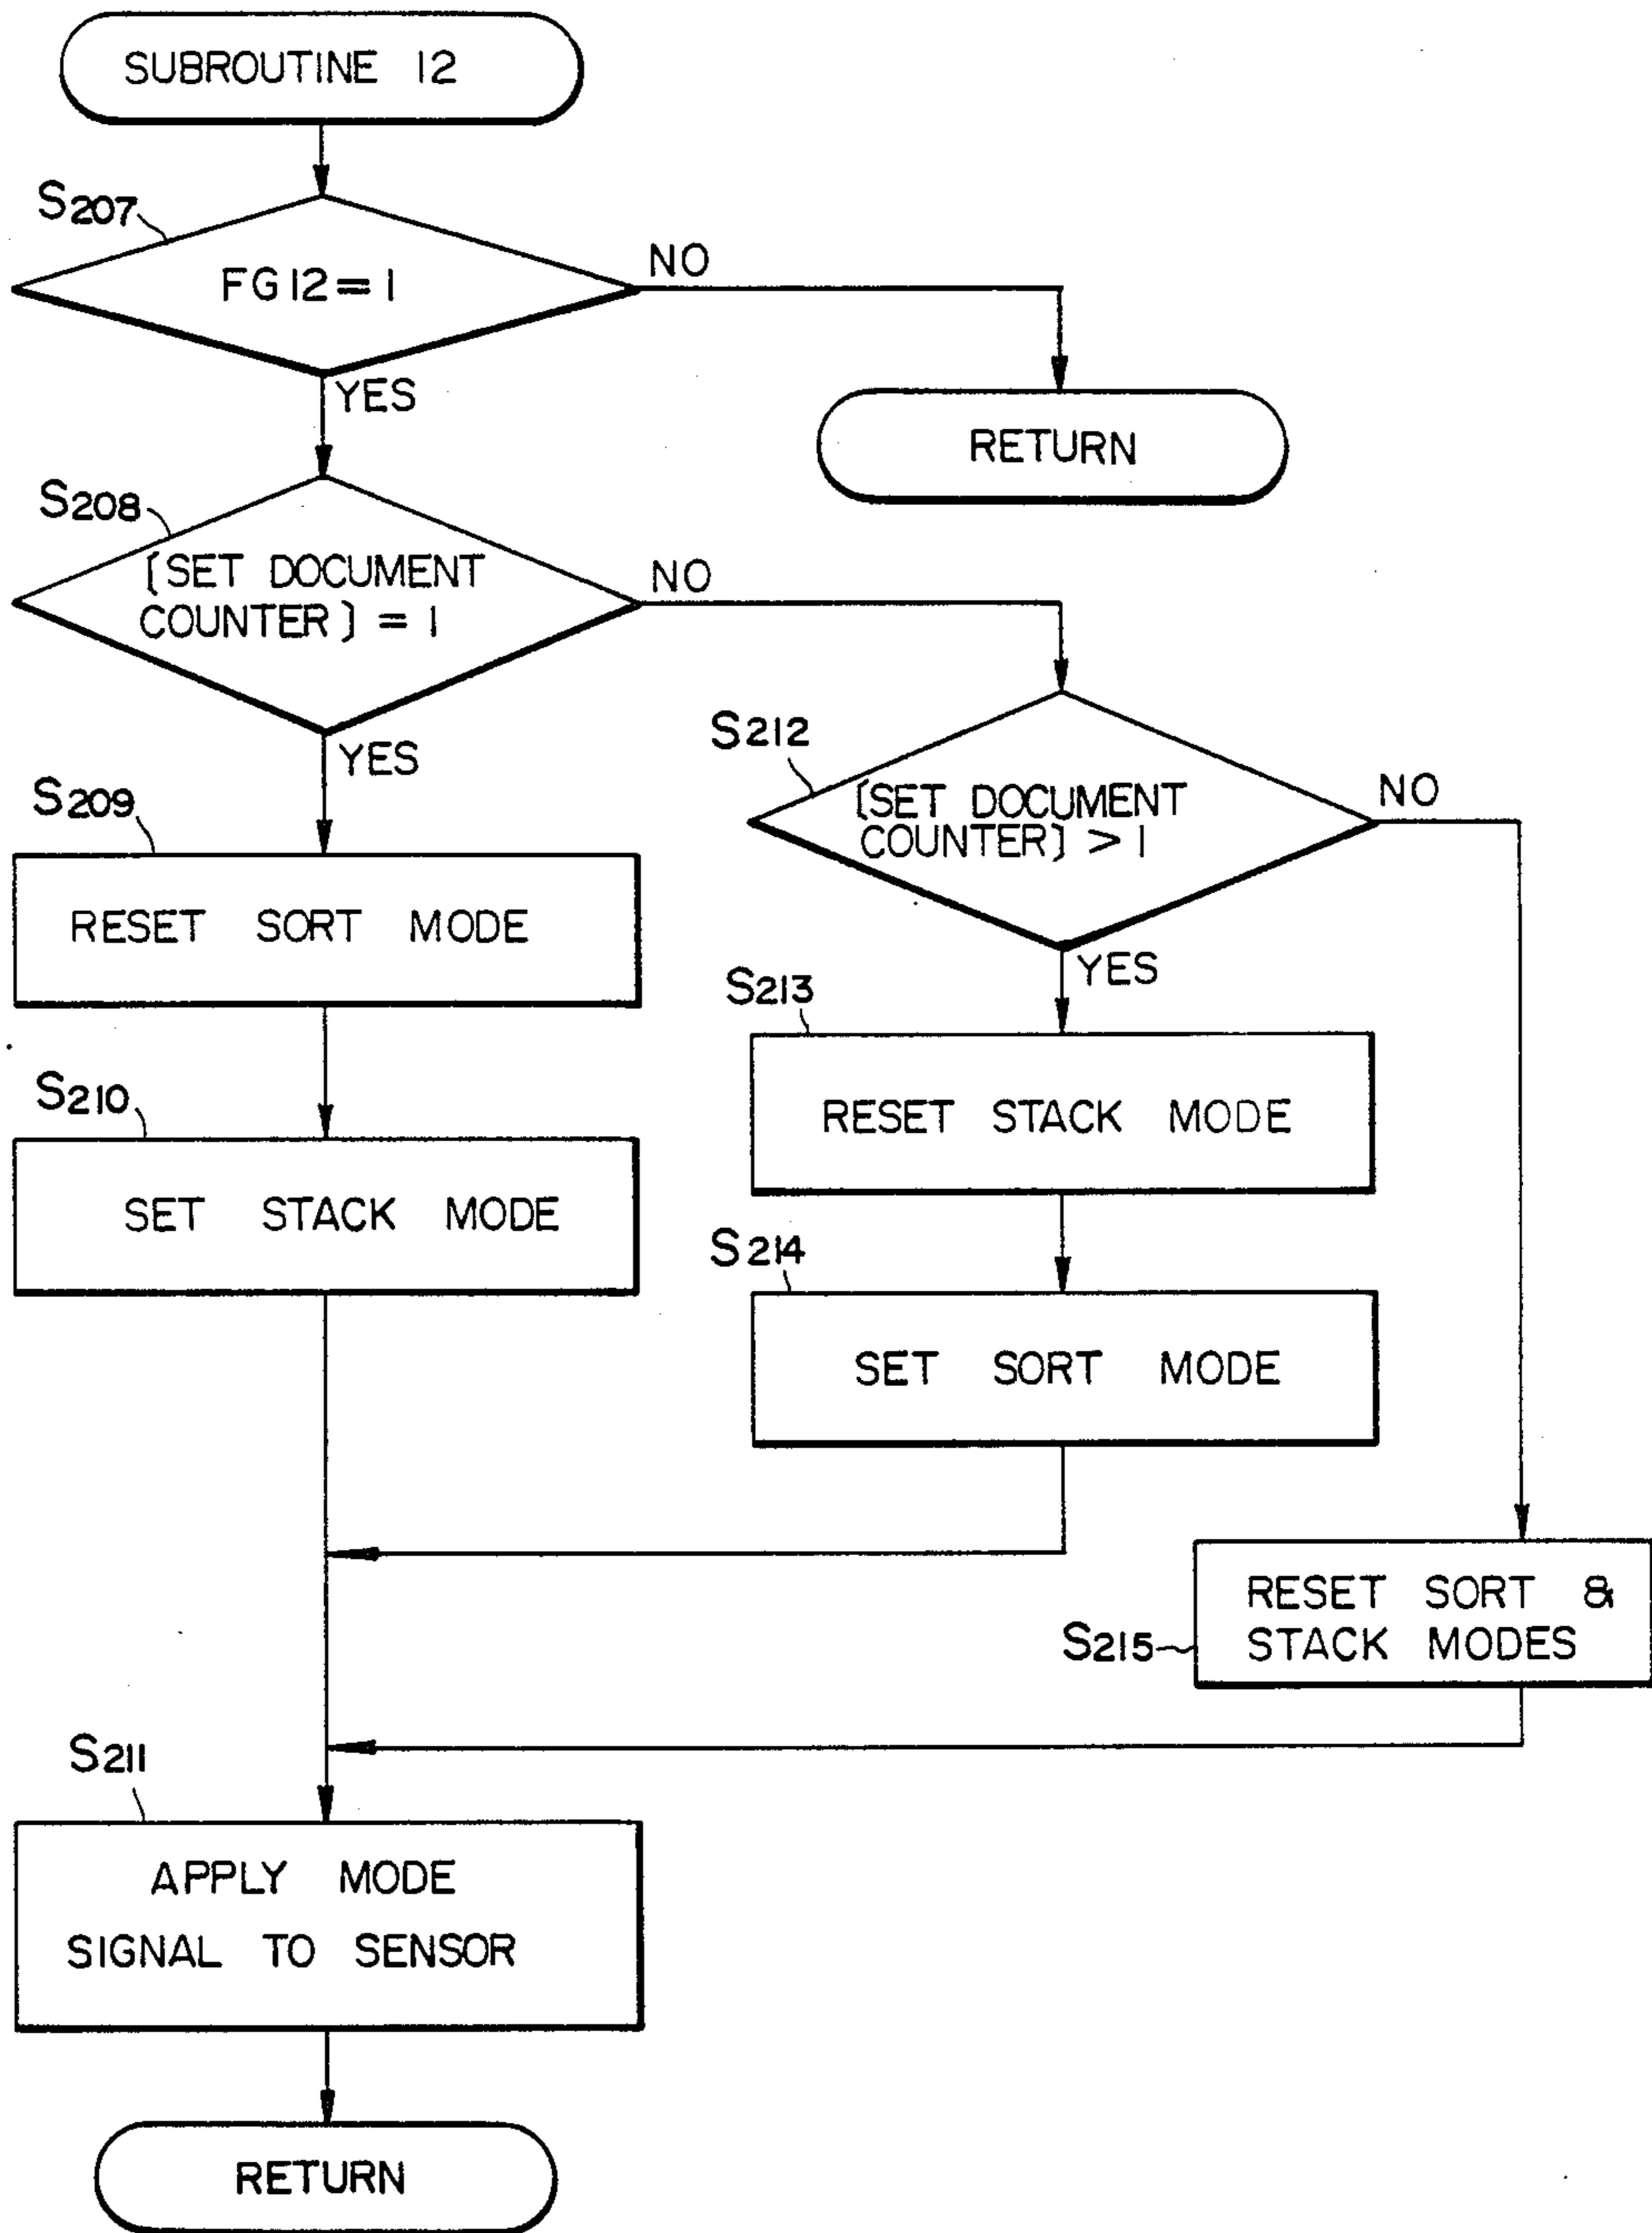 SUBROUTINE 12
S207
FG12=1
NO
YES
RETURN
S208
[SET DOCUMENT
COUNTER] = 1
NO
YES
S212
[SET DOCUMENT
COUNTER] > 1
NO
YES
S209
RESET SORT MODE
S213
RESET STACK MODE
S210
SET STACK MODE
S214
SET SORT MODE
RESET SORT &
STACK MODES
S215
S211
APPLY MODE
SIGNAL TO SENSOR
RETURN